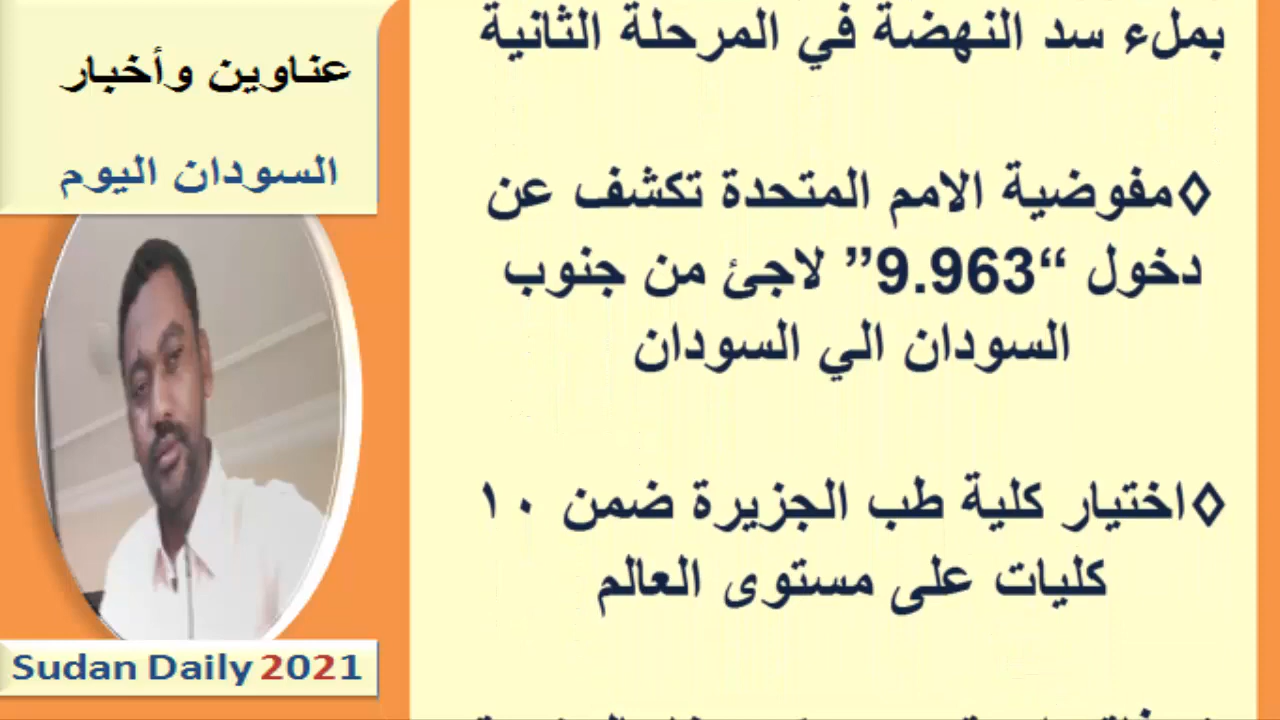 عناوين وأخبار
السودان اليوم
Sudan Daily 2021
بملء سد النهضة في المرحلة الثانية
◊مفوضية الامم المتحدة تكشف عن
دخول “9.963” لاجئ من جنوب
السودان الي السودان
◊اختيار كلية طب الجزيرة ضمن ١٠
كليات على مستوى العالم